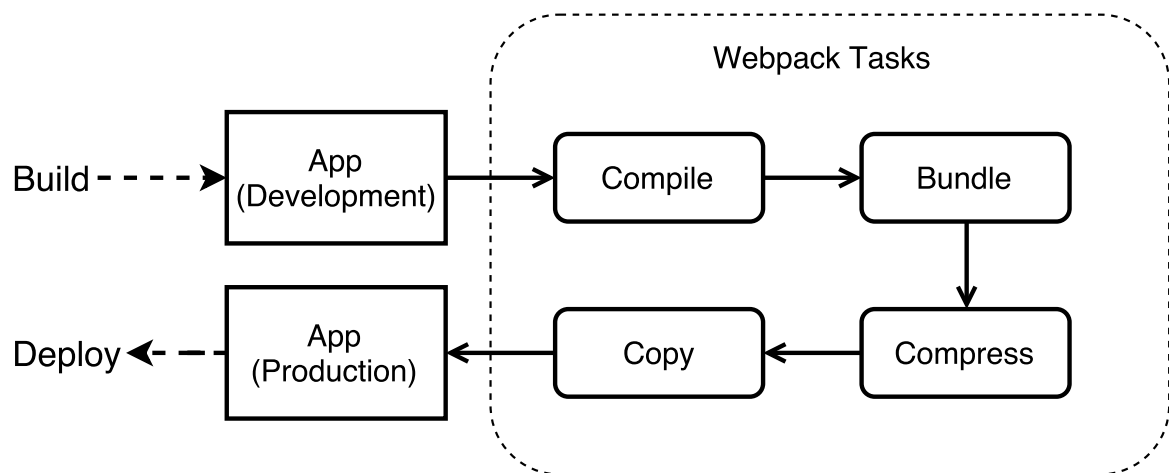 Webpack Tasks
Build
App
(Development)
Compile
Bundle
Deploy
App
(Production)
Copy
Compress